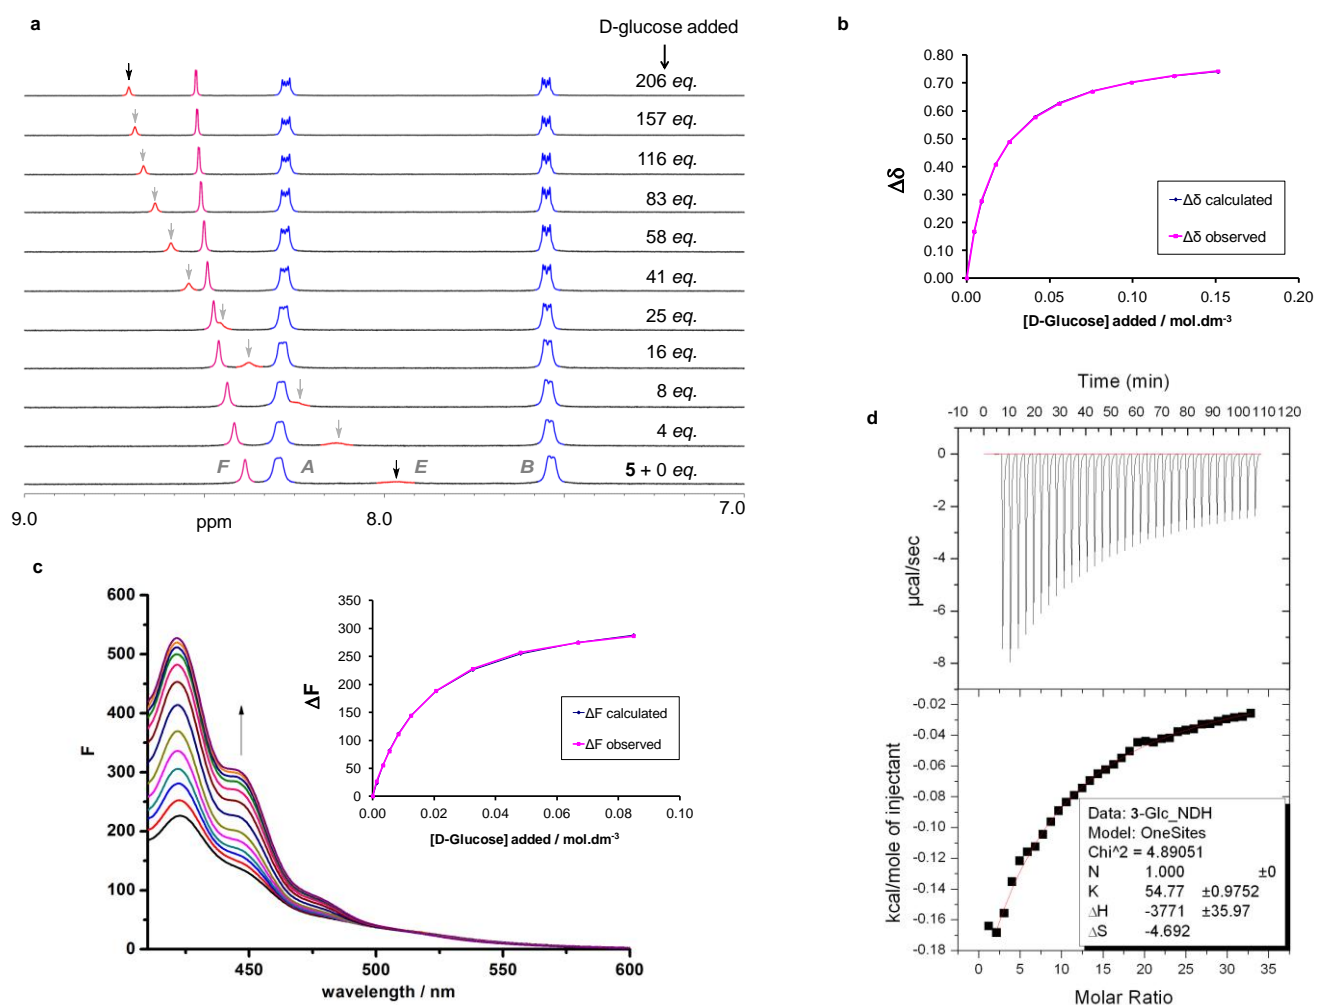 a
D-glucose added
206 eq.
157 eq.
116 eq.
83 eq.
58 eq.
41 eq.
25 eq.
16 eq.
8 eq.
4 eq.
F A E B 5 + 0 eq.
9.0 ppm 8.0 7.0
b
0.80
0.70
0.60
0.50
0.40
0.30
0.20
0.10
0.00
Δδ
Δδ calculated
Δδ observed
0.00 0.05 0.10 0.15 0.20
[D-Glucose] added / mol.dm-3
c
600
500
400
300
200
100
0
F
450 500 550 600
wavelength / nm
350
300
250
200
150
100
50
0
ΔF
ΔF calculated
ΔF observed
0.00 0.02 0.04 0.06 0.08 0.10
[D-Glucose] added / mol.dm-3
d
Time (min)
-10 0 10 20 30 40 50 60 70 80 90 100 110 120
0
-2
-4
-6
-8
µcal/sec
-0.02
-0.04
-0.06
-0.08
-0.10
-0.12
-0.14
-0.16
-0.18
kcal/mole of injectant
Data: 3-Glc_NDH
Model: OneSites
Chi^2 = 4.89051
N 1.000 ±0
K 54.77 ±0.9752
ΔH -3771 ±35.97
ΔS -4.692
0 5 10 15 20 25 30 35
Molar Ratio